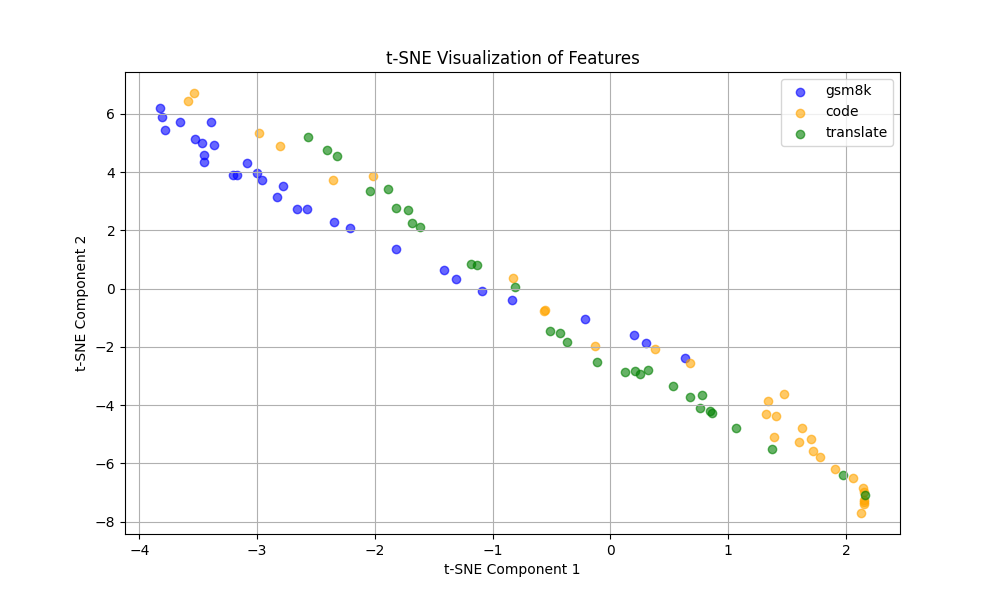 t-SNE Visualization of Features
gsm8k
code
translate
6
4
2
0
−2
−4
−6
−8
t-SNE Component 2
−4
−3
−2
−1
0
1
2
t-SNE Component 1